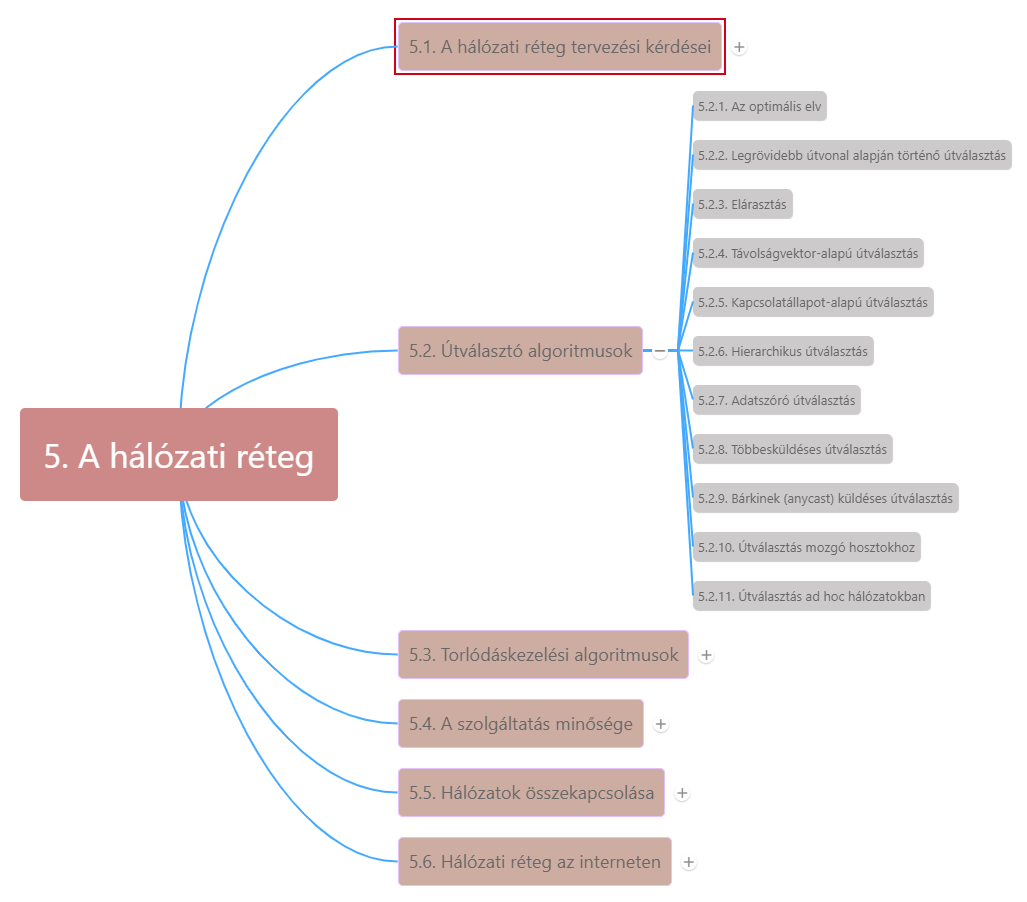 5. A hálózati réteg
5.1. A hálózati réteg tervezési kérdései
5.2. Útválasztó algoritmusok
5.2.1. Az optimális elv
5.2.2. Legrövidebb útvonal alapján történő útválasztás
5.2.3. Elárasztás
5.2.4. Távolságvektor-alapú útválasztás
5.2.5. Kapcsolatállapot-alapú útválasztás
5.2.6. Hierarchikus útválasztás
5.2.7. Adatszóró útválasztás
5.2.8. Többesküldéses útválasztás
5.2.9. Bárkinek (anycast) küldéses útválasztás
5.2.10. Útválasztás mozgó hosztokhoz
5.2.11. Útválasztás ad hoc hálózatokban
5.3. Torlódáskezelési algoritmusok
5.4. A szolgáltatás minősége
5.5. Hálózatok összekapcsolása
5.6. Hálózati réteg az interneten